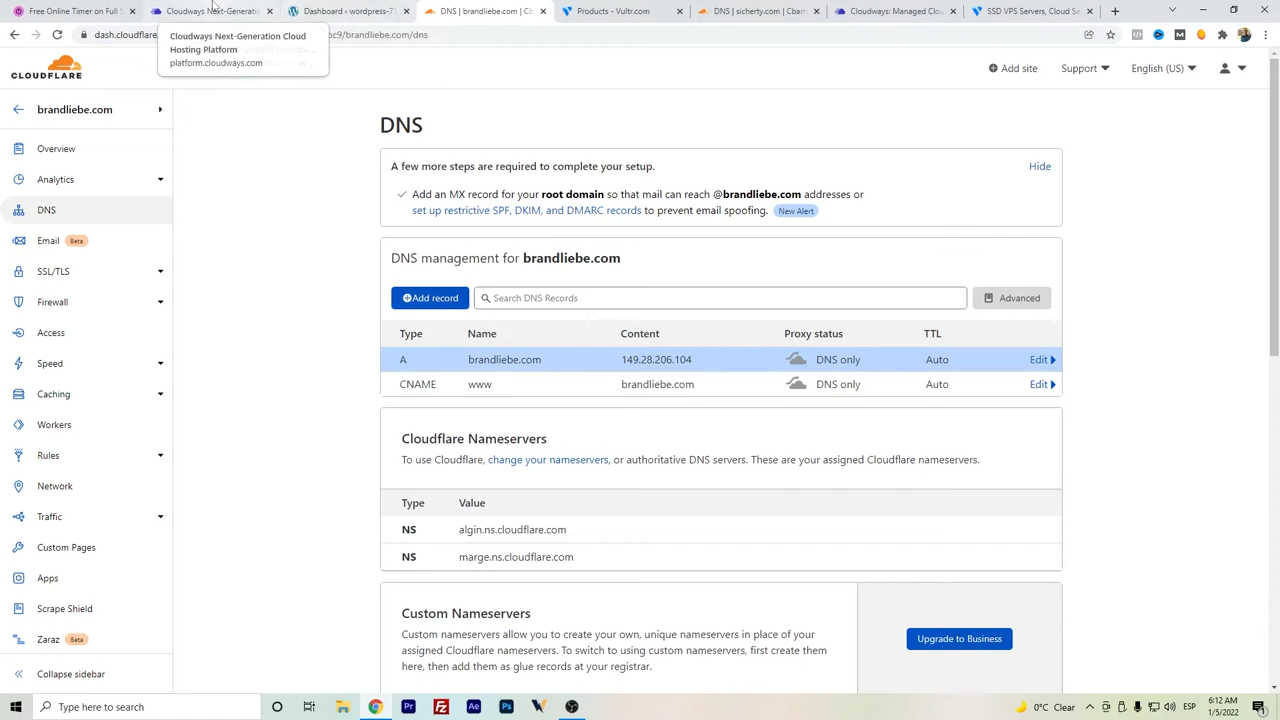 Free Online Timer on Full S
Cloudways Next-Generatio
Dashboard ‹ wordpress-7
DNS | brandliebe.com | C
Products - Vultr.com
DNS | sicherty.com | Cbam
Cloudways: Managed Clou
SSD VPS Servers, Cloud Se
dash.cloudflare.
c9/brandliebe.com/dns
Cloudways Next-Generation Cloud
Hosting Platform
platform.cloudways.com
CLOUDFLARE
Add site
Support
English (US)
brandliebe.com
Overview
Analytics
DNS
Email Beta
SSL/TLS
Firewall
Access
Speed
Caching
Workers
Rules
Network
Traffic
Custom Pages
Apps
Scrape Shield
Zaraz Beta
Collapse sidebar
DNS
A few more steps are required to complete your setup.
Hide
Add an MX record for your root domain so that mail can reach @brandliebe.com addresses or
set up restrictive SPF, DKIM, and DMARC records to prevent email spoofing. New Alert
DNS management for brandliebe.com
Add record
Search DNS Records
Advanced
Type Name Content Proxy status TTL
A brandliebe.com 149.28.206.104 DNS only Auto Edit
CNAME www brandliebe.com DNS only Auto Edit
Cloudflare Nameservers
To use Cloudflare, change your nameservers, or authoritative DNS servers. These are your assigned Cloudflare nameservers.
Type Value
NS algin.ns.cloudflare.com
NS marge.ns.cloudflare.com
Custom Nameservers
Custom nameservers allow you to create your own, unique nameservers in place of your
assigned Cloudflare nameservers. To switch to using custom nameservers, first create them
here, then add them as glue records at your registrar.
Upgrade to Business
Type here to search
Pr
Fz
Ae
Ps
0°C Clear
ESP
6:12 AM
1/5/2022